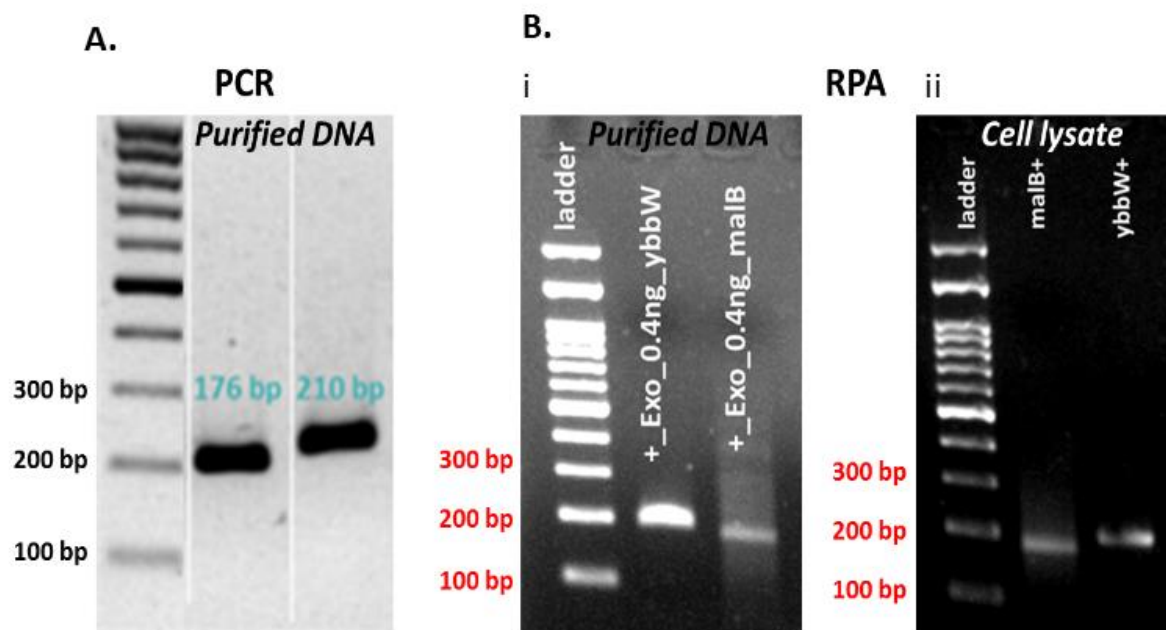 A.
PCR
Purified DNA
300 bp
176 bp 210 bp
200 bp
100 bp
B.
RPA
i
Purified DNA
ladder
+_Exo_0.4ng_ybbW
+_Exo_0.4ng_malB
300 bp
200 bp
100 bp
ii
Cell lysate
ladder
malB+
ybbW+
300 bp
200 bp
100 bp